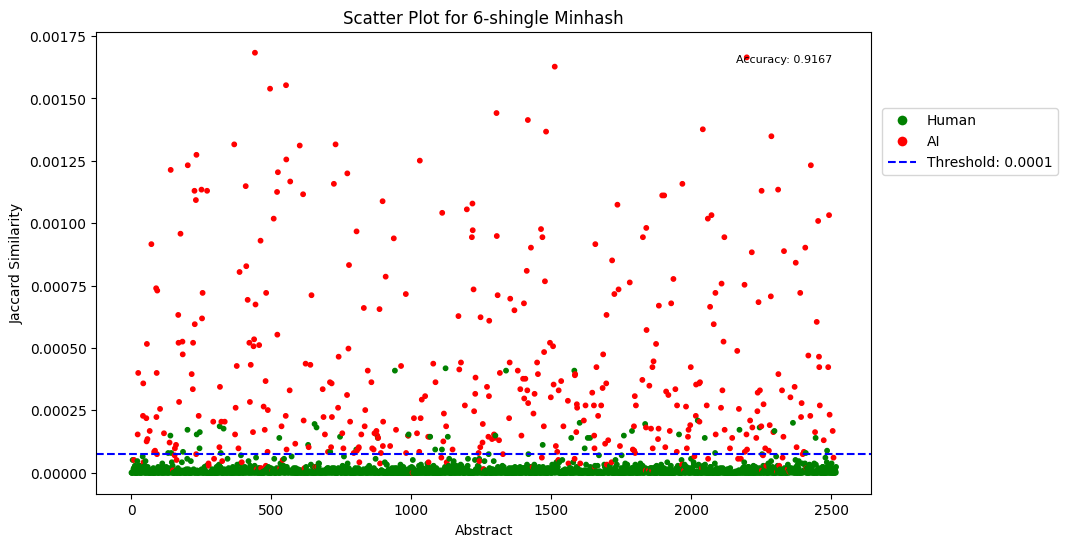 Scatter Plot for 6-shingle Minhash
Accuracy: 0.9167
Human
AI
Threshold: 0.0001
Jaccard Similarity
0.00175
0.00150
0.00125
0.00100
0.00075
0.00050
0.00025
0.00000
0
500
1000
1500
2000
2500
Abstract